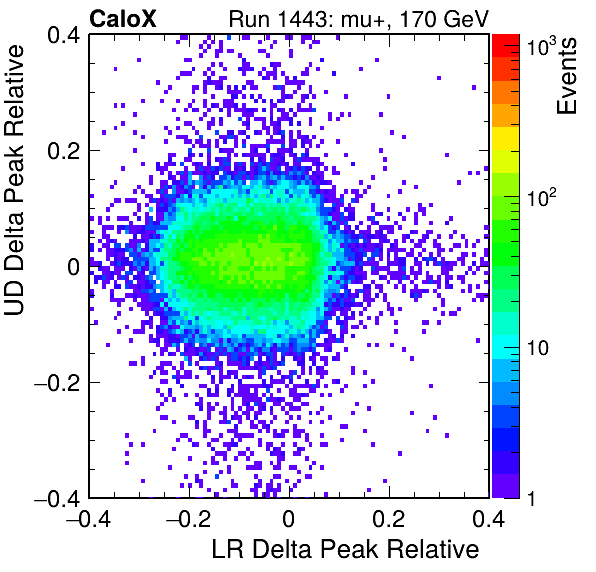 CaloX Run 1443: mu+, 170 GeV
UD Delta Peak Relative
0.4
0.2
0
−0.2
−0.4
−0.4 −0.2 0 0.2 0.4
LR Delta Peak Relative
Events
10³
10²
10
1